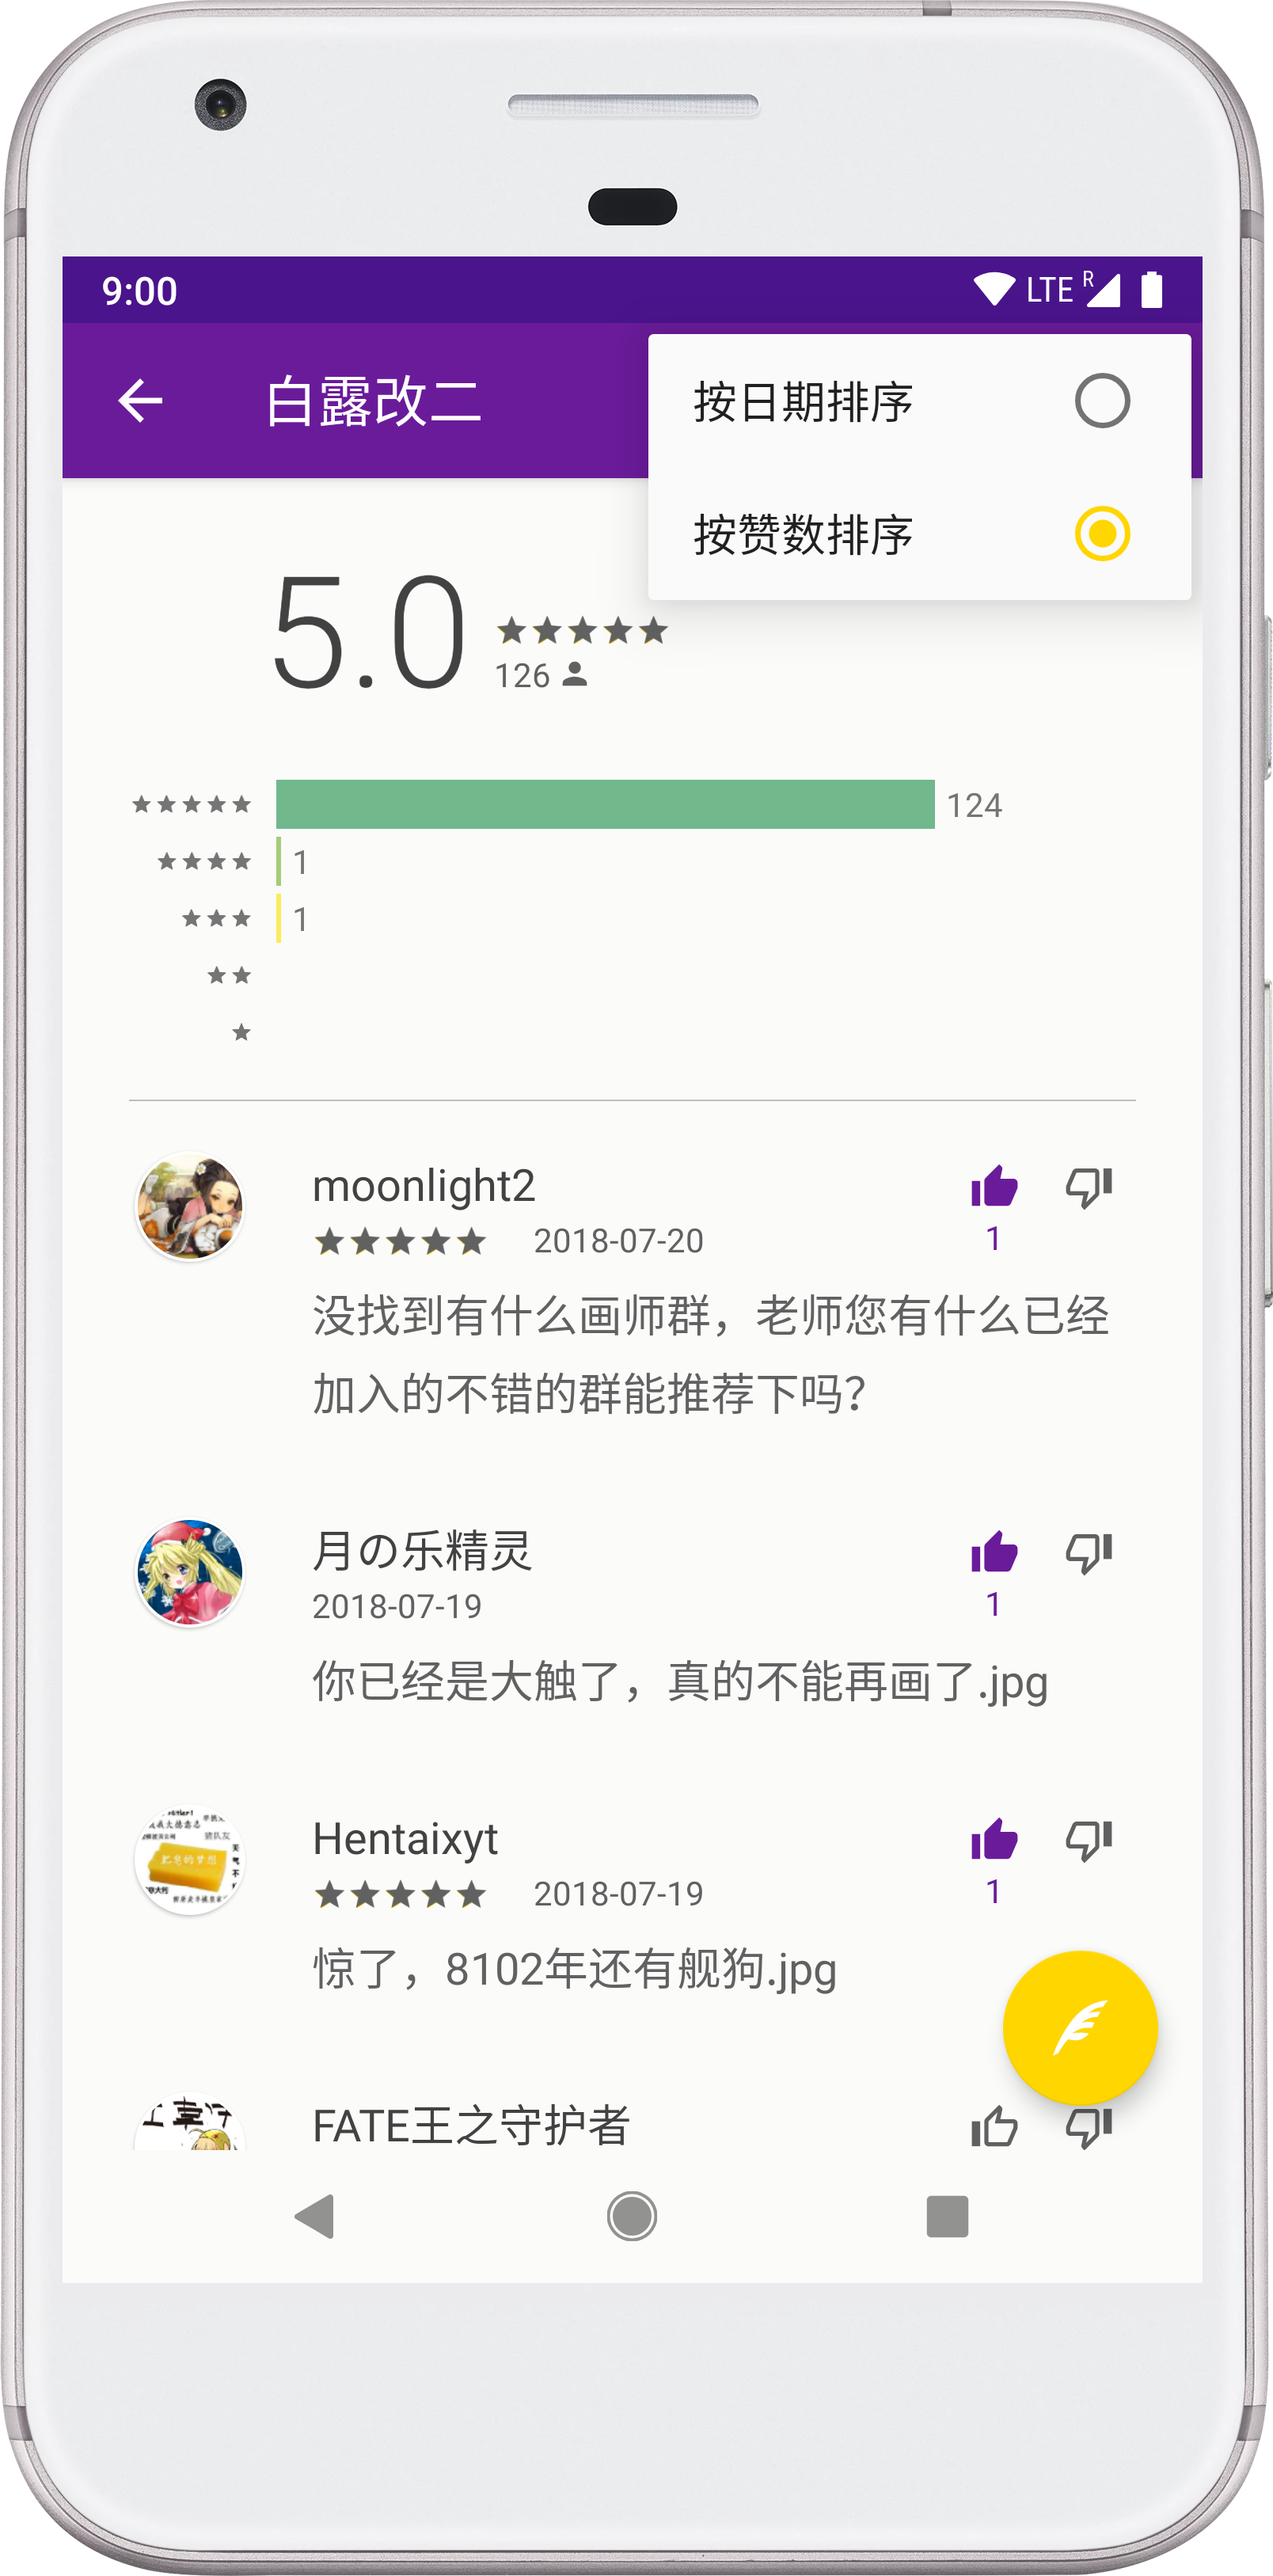 9:00 LTE R
白露改二
按日期排序
按赞数排序
5.0
126
124
1
1
moonlight2
2018-07-20
1
没找到有什么画师群，老师您有什么已经
加入的不错的群能推荐下吗?
月の乐精灵
2018-07-19
1
你已经是大触了，真的不能再画了.jpg
肥皂的梦想
Hentaixyt
2018-07-19
1
惊了，8102年还有舰狗.jpg
FATE王之守护者